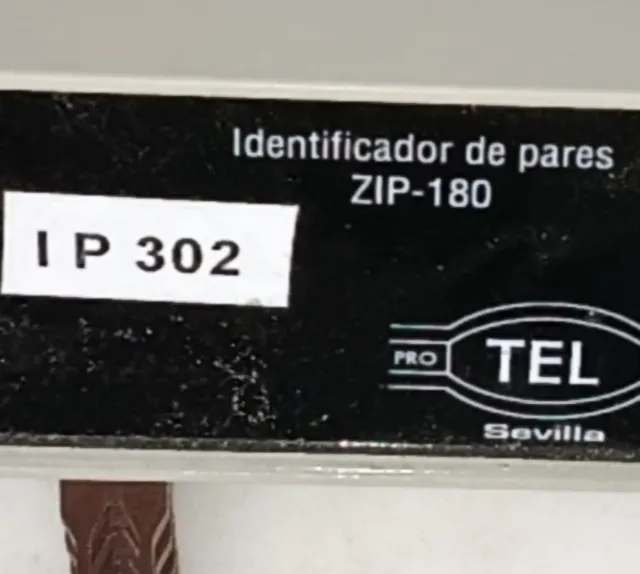 Identificador de pares
ZIP-180
I P 302
PRO TEL
Sevilla